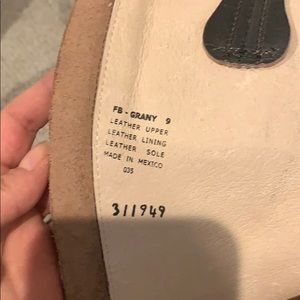 FB - GRANY 9
LEATHER UPPER
LEATHER LINING
LEATHER SOLE
MADE IN MEXICO
035
311949